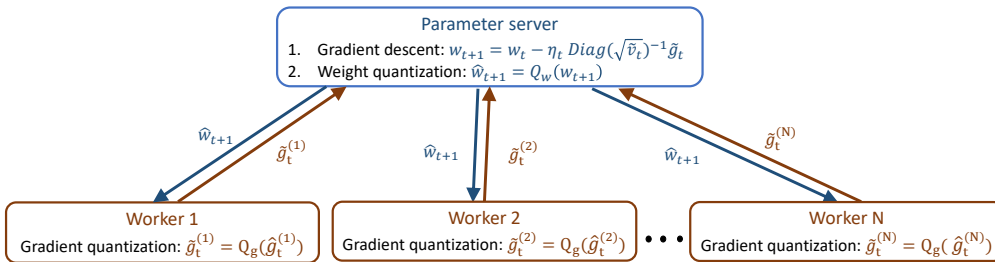 Parameter server
1. Gradient descent: w_{t+1} = w_t − η_t Diag(√ṽ_t)^{−1} g̃_t
2. Weight quantization: ŵ_{t+1} = Q_w(w_{t+1})
ŵ_{t+1} g̃_t^{(1)} ŵ_{t+1} g̃_t^{(2)} ŵ_{t+1} g̃_t^{(N)}
Worker 1
Gradient quantization: g̃_t^{(1)} = Q_g(ĝ_t^{(1)})
Worker 2
Gradient quantization: g̃_t^{(2)} = Q_g(ĝ_t^{(2)})
•••
Worker N
Gradient quantization: g̃_t^{(N)} = Q_g( ĝ_t^{(N)})